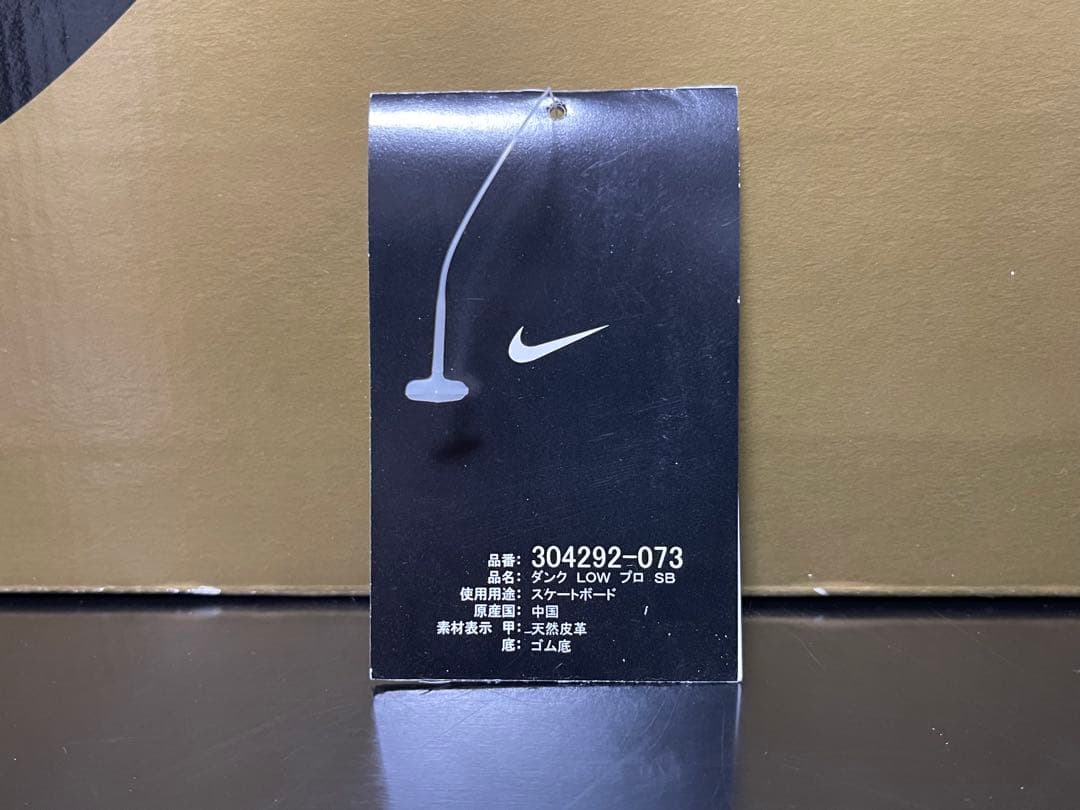 品番: 304292-073
品名: ダンク LOW プロ SB
使用用途: スケートボード
原産国: 中国
素材表示 甲: 天然皮革
底: ゴム底